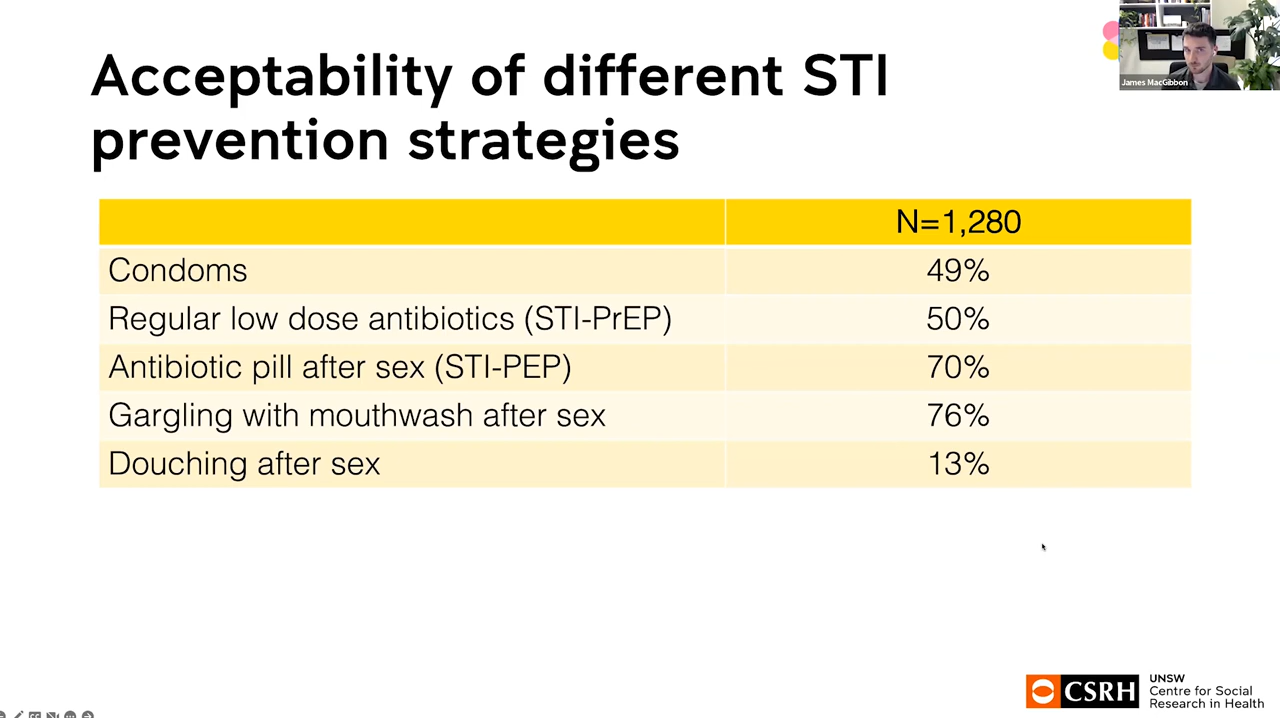 Acceptability of different STI
prevention strategies
James MacGibbon
N=1,280
Condoms 49%
Regular low dose antibiotics (STI-PrEP) 50%
Antibiotic pill after sex (STI-PEP) 70%
Gargling with mouthwash after sex 76%
Douching after sex 13%
CSRH
UNSW
Centre for Social
Research in Health